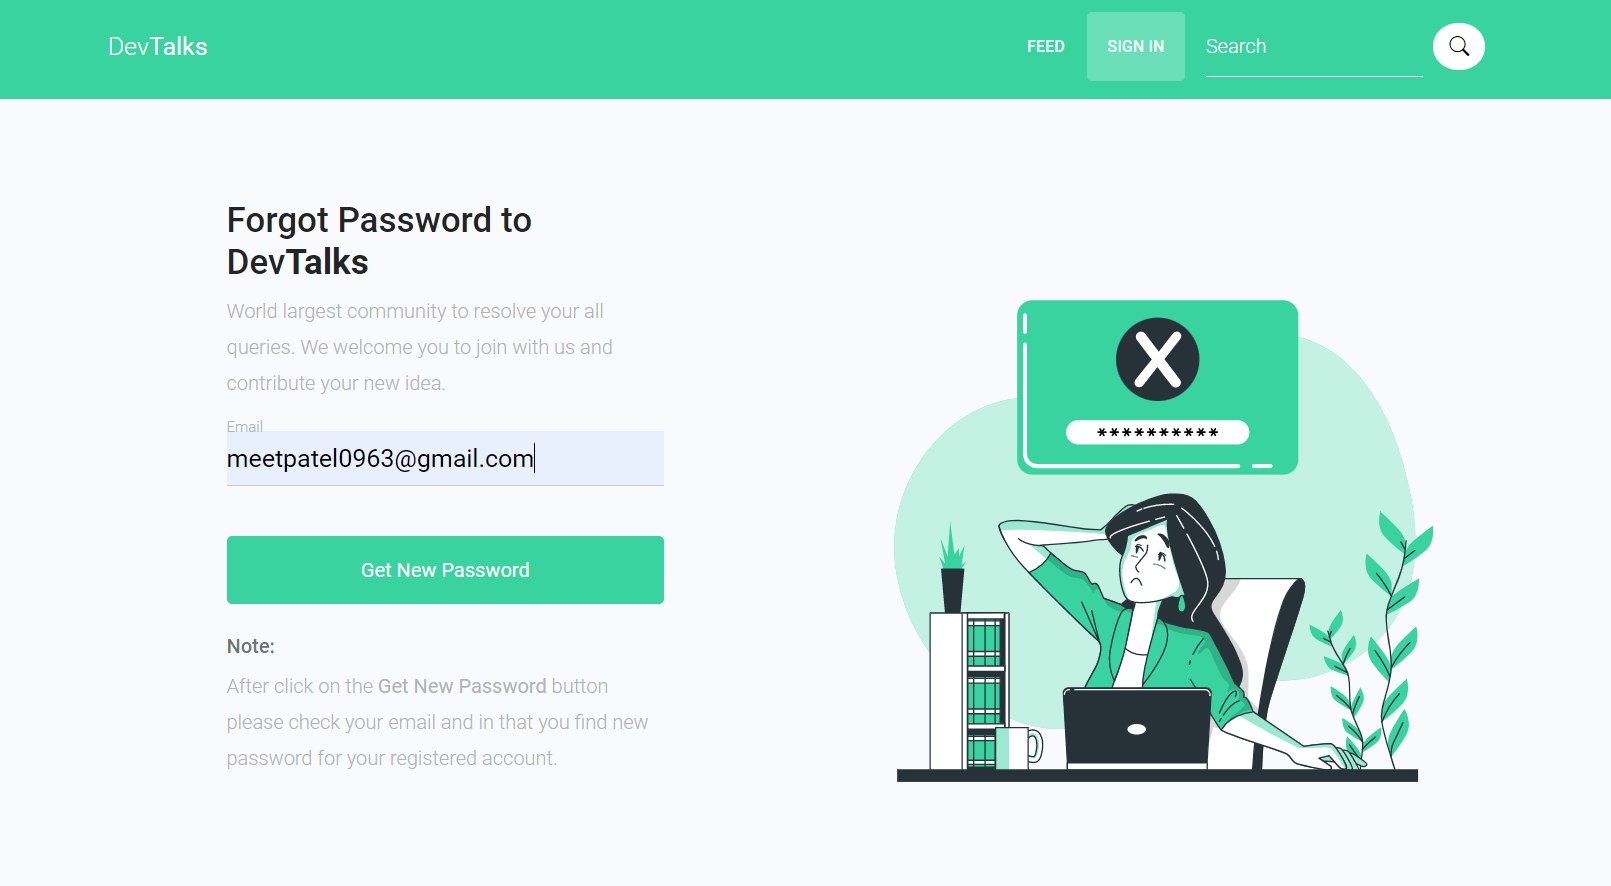 DevTalks
FEED
SIGN IN
Search
Forgot Password to
DevTalks
World largest community to resolve your all
queries. We welcome you to join with us and
contribute your new idea.
Email
meetpatel0963@gmail.com
Get New Password
Note:
After click on the Get New Password button
please check your email and in that you find new
password for your registered account.
X
**********